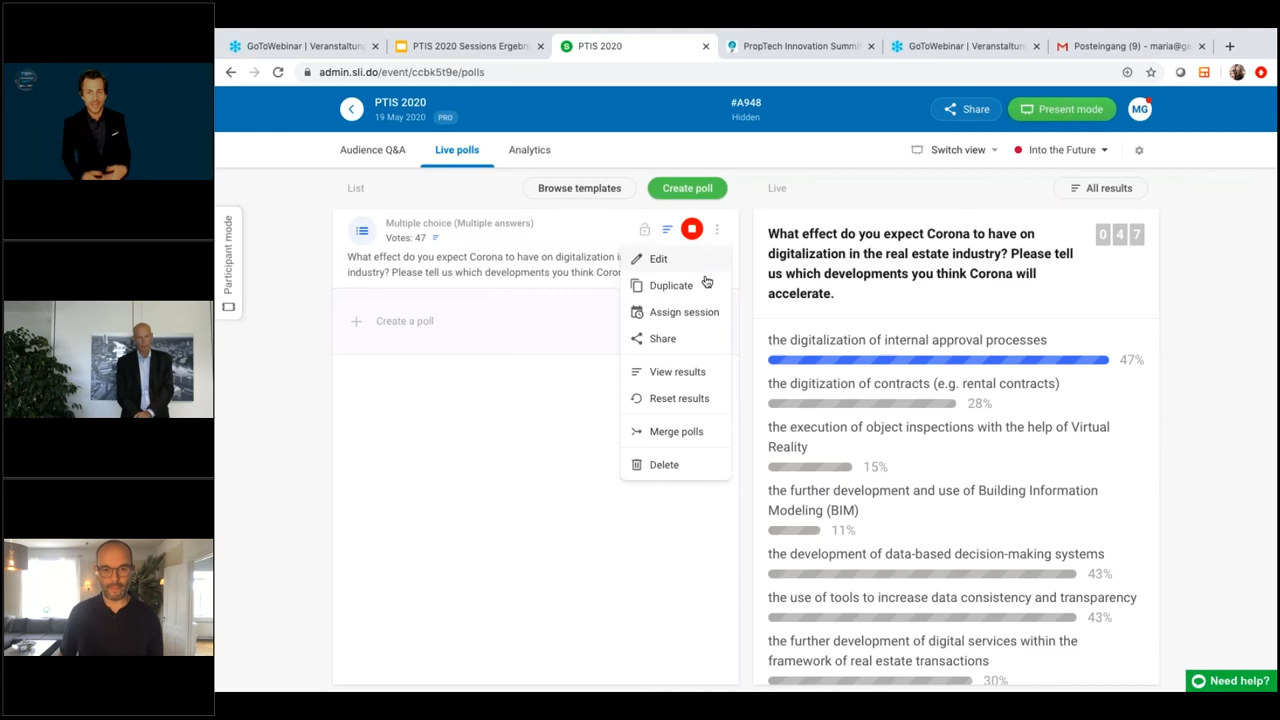 GoToWebinar | Veranstaltung
PTIS 2020 Sessions Ergebn
PTIS 2020
PropTech Innovation Summit
GoToWebinar | Veranstaltung
Posteingang (9) - maria@ge
admin.sli.do/event/ccbk5t9e/polls
PTIS 2020
19 May 2020 PRO
#A948
Hidden
Share
Present mode
MG
Audience Q&A
Live polls
Analytics
Switch view
Into the Future
Participant mode
List
Browse templates
Create poll
Multiple choice (Multiple answers)
Votes: 47
What effect do you expect Corona to have on digitalization i
industry? Please tell us which developments you think Coron
Create a poll
Edit
Duplicate
Assign session
Share
View results
Reset results
Merge polls
Delete
Live
All results
What effect do you expect Corona to have on
digitalization in the real estate industry? Please tell
us which developments you think Corona will
accelerate.
0 4 7
the digitalization of internal approval processes
47%
the digitization of contracts (e.g. rental contracts)
28%
the execution of object inspections with the help of Virtual
Reality
15%
the further development and use of Building Information
Modeling (BIM)
11%
the development of data-based decision-making systems
43%
the use of tools to increase data consistency and transparency
43%
the further development of digital services within the
framework of real estate transactions
30%
Need help?